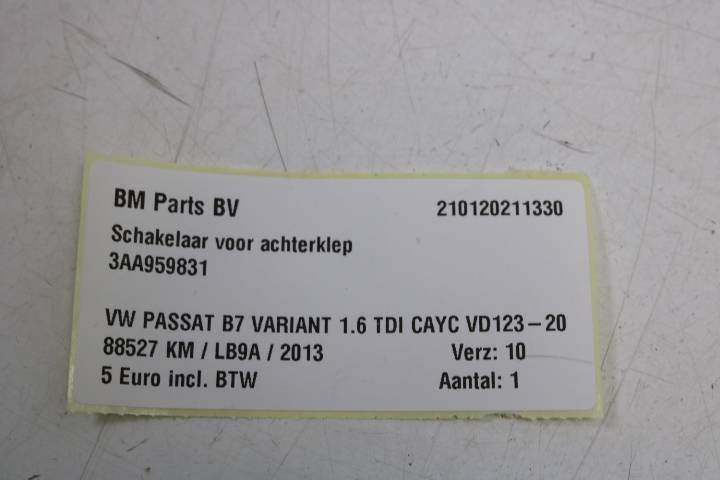 BM Parts BV 210120211330
Schakelaar voor achterklep
3AA959831
VW PASSAT B7 VARIANT 1.6 TDI CAYC VD123-20
88527 KM / LB9A / 2013 Verz: 10
5 Euro incl. BTW Aantal: 1